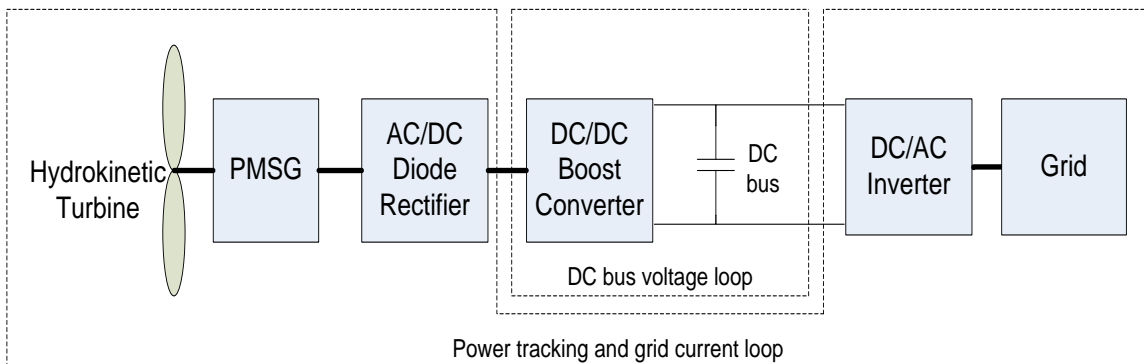 Hydrokinetic
Turbine
PMSG
AC/DC
Diode
Rectifier
DC/DC
Boost
Converter
DC
bus
DC/AC
Inverter
Grid
DC bus voltage loop
Power tracking and grid current loop